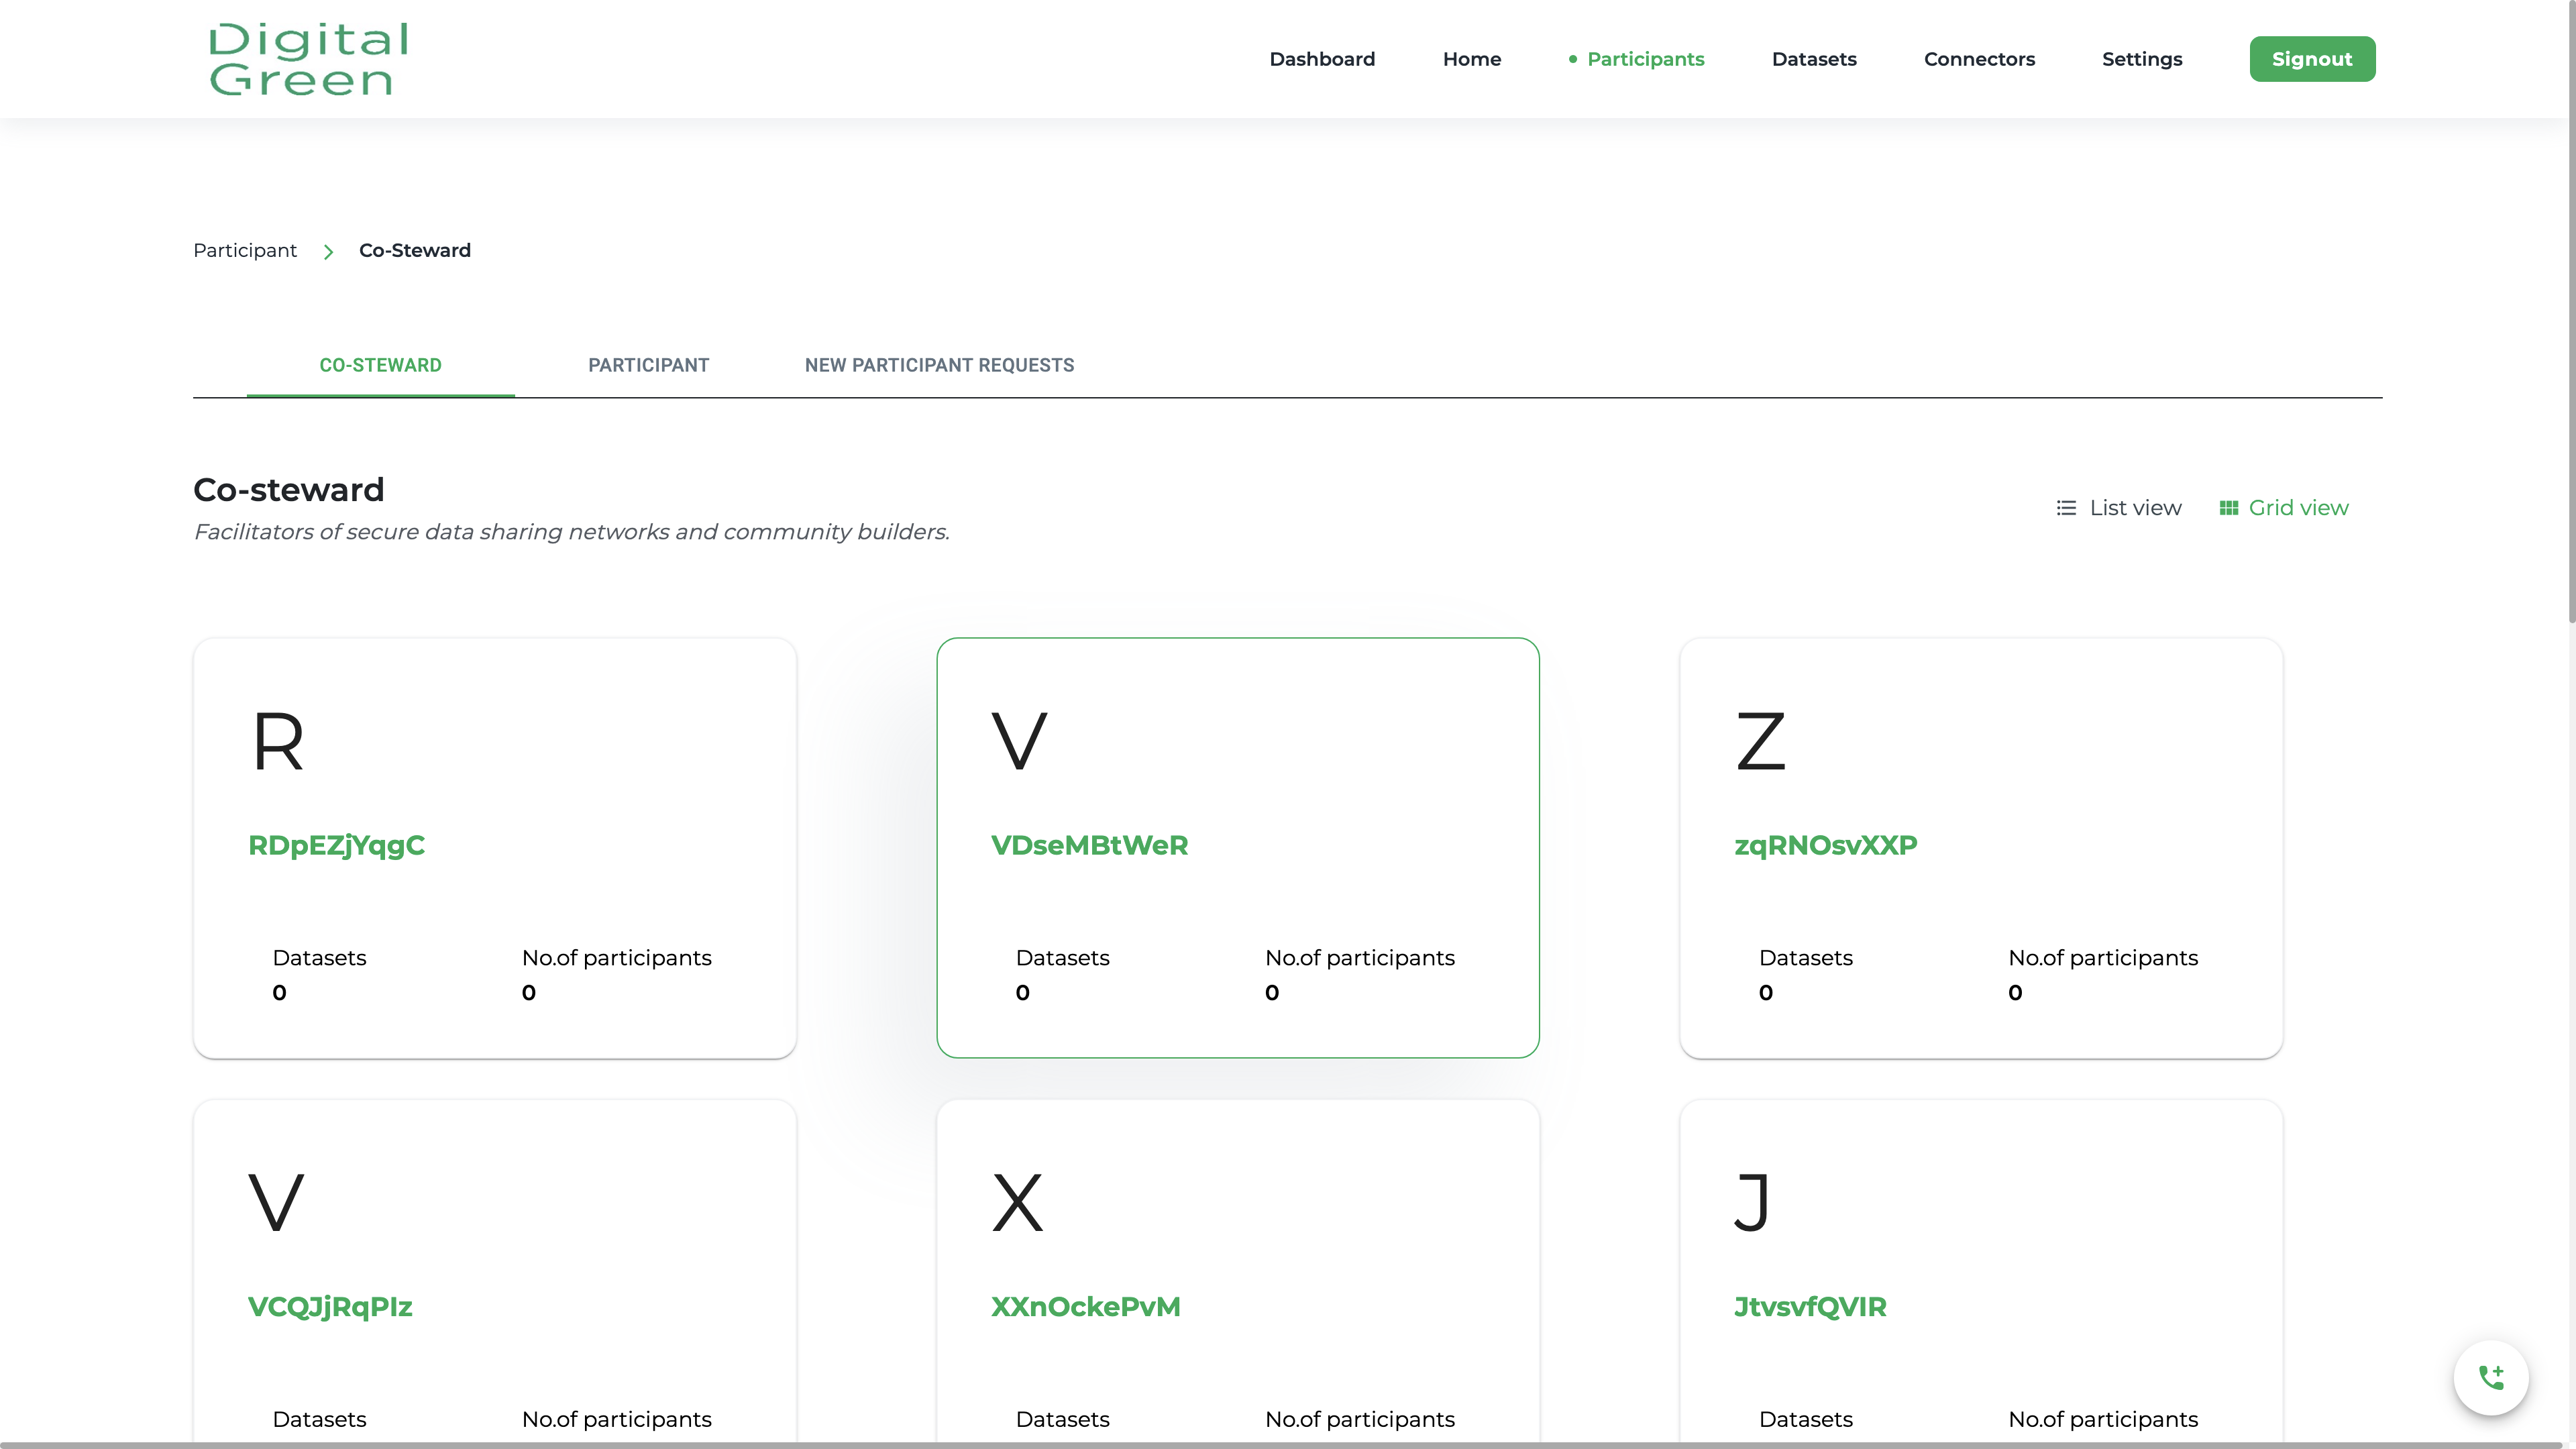 Digital
Green
Dashboard Home Participants Datasets Connectors Settings Signout
Participant Co-Steward
CO-STEWARD PARTICIPANT NEW PARTICIPANT REQUESTS
Co-steward
Facilitators of secure data sharing networks and community builders.
List view Grid view
R
RDpEZjYqgC
Datasets No.of participants
0 0
V
VDseMBtWeR
Datasets No.of participants
0 0
Z
zqRNOsvXXP
Datasets No.of participants
0 0
V
VCQJjRqPIz
Datasets No.of participants
X
XXnOckePvM
Datasets No.of participants
J
JtvsvfQVIR
Datasets No.of participants